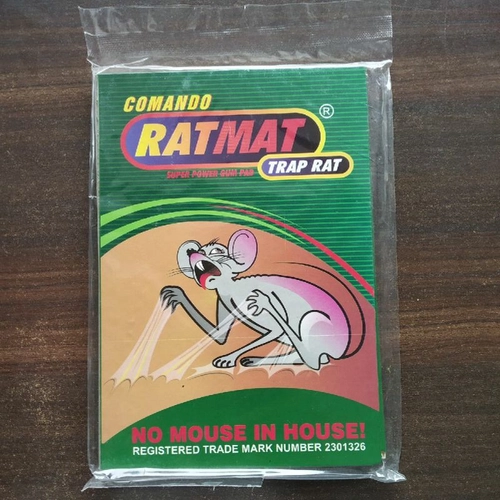 COMANDO
RATMAT®
TRAP RAT
SUPER POWER GUM PAD
NO MOUSE IN HOUSE!
REGISTERED TRADE MARK NUMBER 2301326